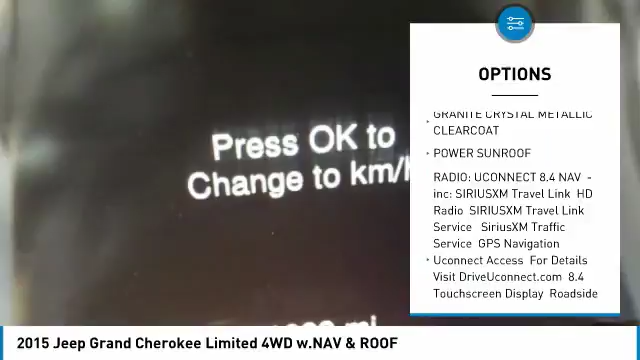 Press OK to
Change to km/h
mi
OPTIONS
GRANITE CRYSTAL METALLIC
CLEARCOAT
POWER SUNROOF
RADIO: UCONNECT 8.4 NAV -
inc: SIRIUSXM Travel Link HD
Radio SIRIUSXM Travel Link
Service SiriusXM Traffic
Service GPS Navigation
Uconnect Access For Details
Visit DriveUconnect.com 8.4
Touchscreen Display Roadside
2015 Jeep Grand Cherokee Limited 4WD w.NAV & ROOF